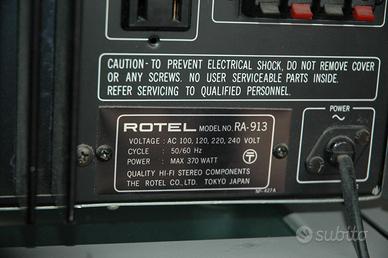 CAUTION - TO PREVENT ELECTRICAL SHOCK, DO NOT REMOVE COVER
OR ANY SCREWS. NO USER SERVICEABLE PARTS INSIDE.
REFER SERVICING TO QUALIFIED PERSONNEL.
POWER
ROTEL MODEL NO. RA-913
VOLTAGE : AC 100, 120, 220, 240 VOLT
CYCLE : 50/60 Hz
POWER : MAX 370 WATT
QUALITY HI-FI STEREO COMPONENTS
THE ROTEL CO., LTD. TOKYO JAPAN
NP-427A
subito